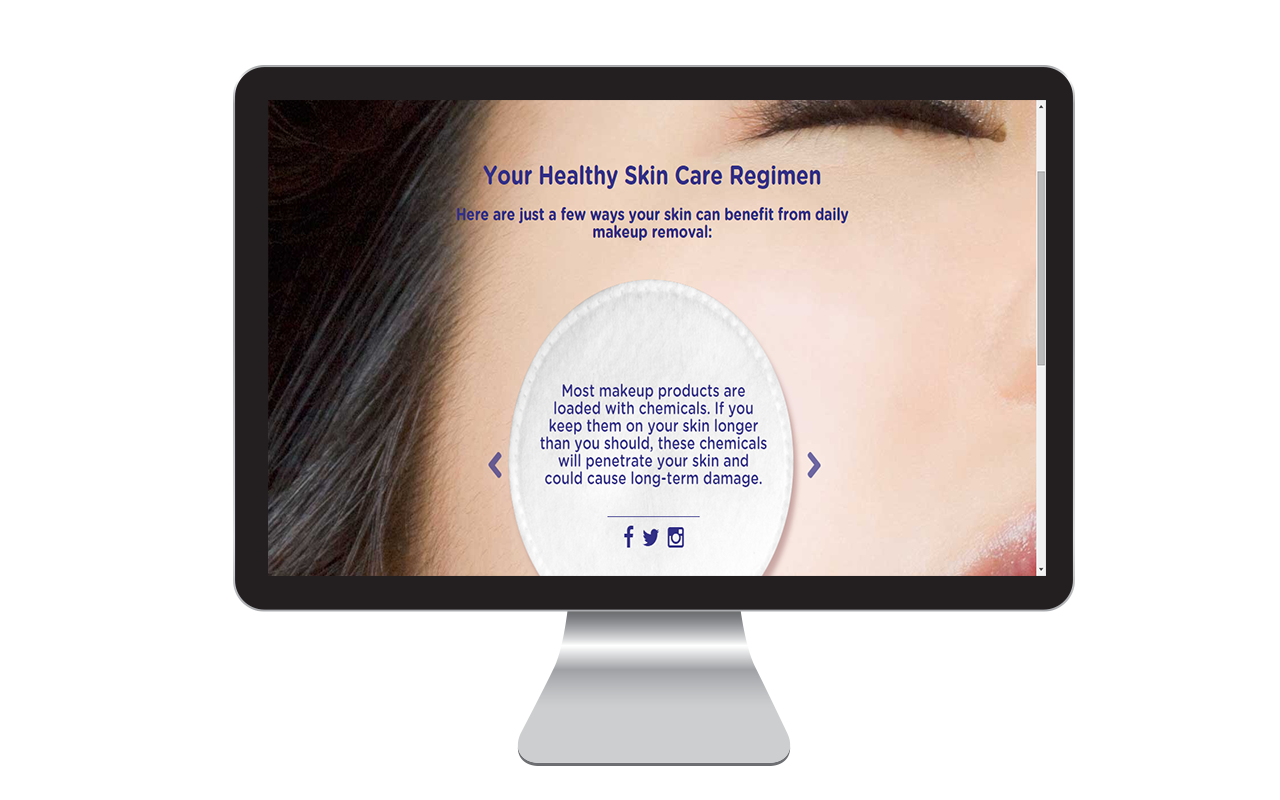 Your Healthy Skin Care Regimen
Here are just a few ways your skin can benefit from daily
makeup removal:
Most makeup products are
loaded with chemicals. If you
keep them on your skin longer
than you should, these chemicals
will penetrate your skin and
could cause long-term damage.